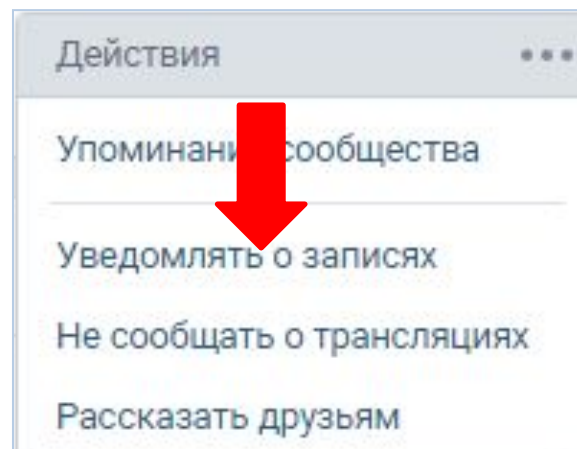 Действия
Упоминания сообщества
Уведомлять о записях
Не сообщать о трансляциях
Рассказать друзьям